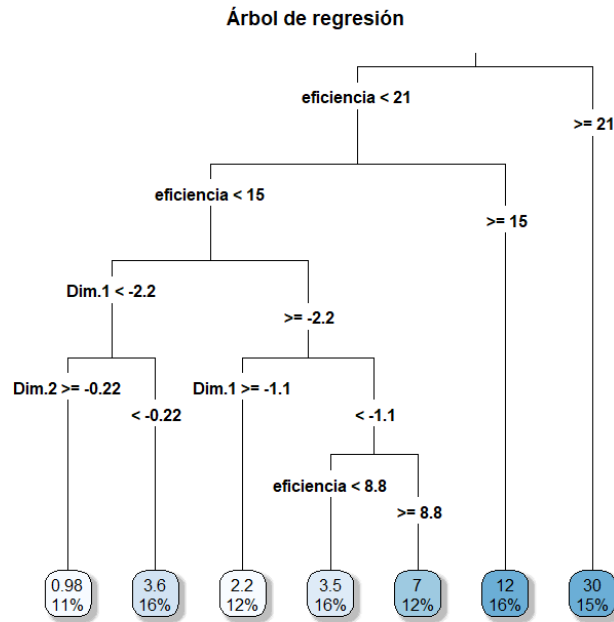 Árbol de regresión
eficiencia < 21
>= 21
eficiencia < 15
>= 15
Dim.1 < -2.2
>= -2.2
Dim.2 >= -0.22
< -0.22
Dim.1 >= -1.1
< -1.1
eficiencia < 8.8
>= 8.8
0.98
11%
3.6
16%
2.2
12%
3.5
16%
7
12%
12
16%
30
15%